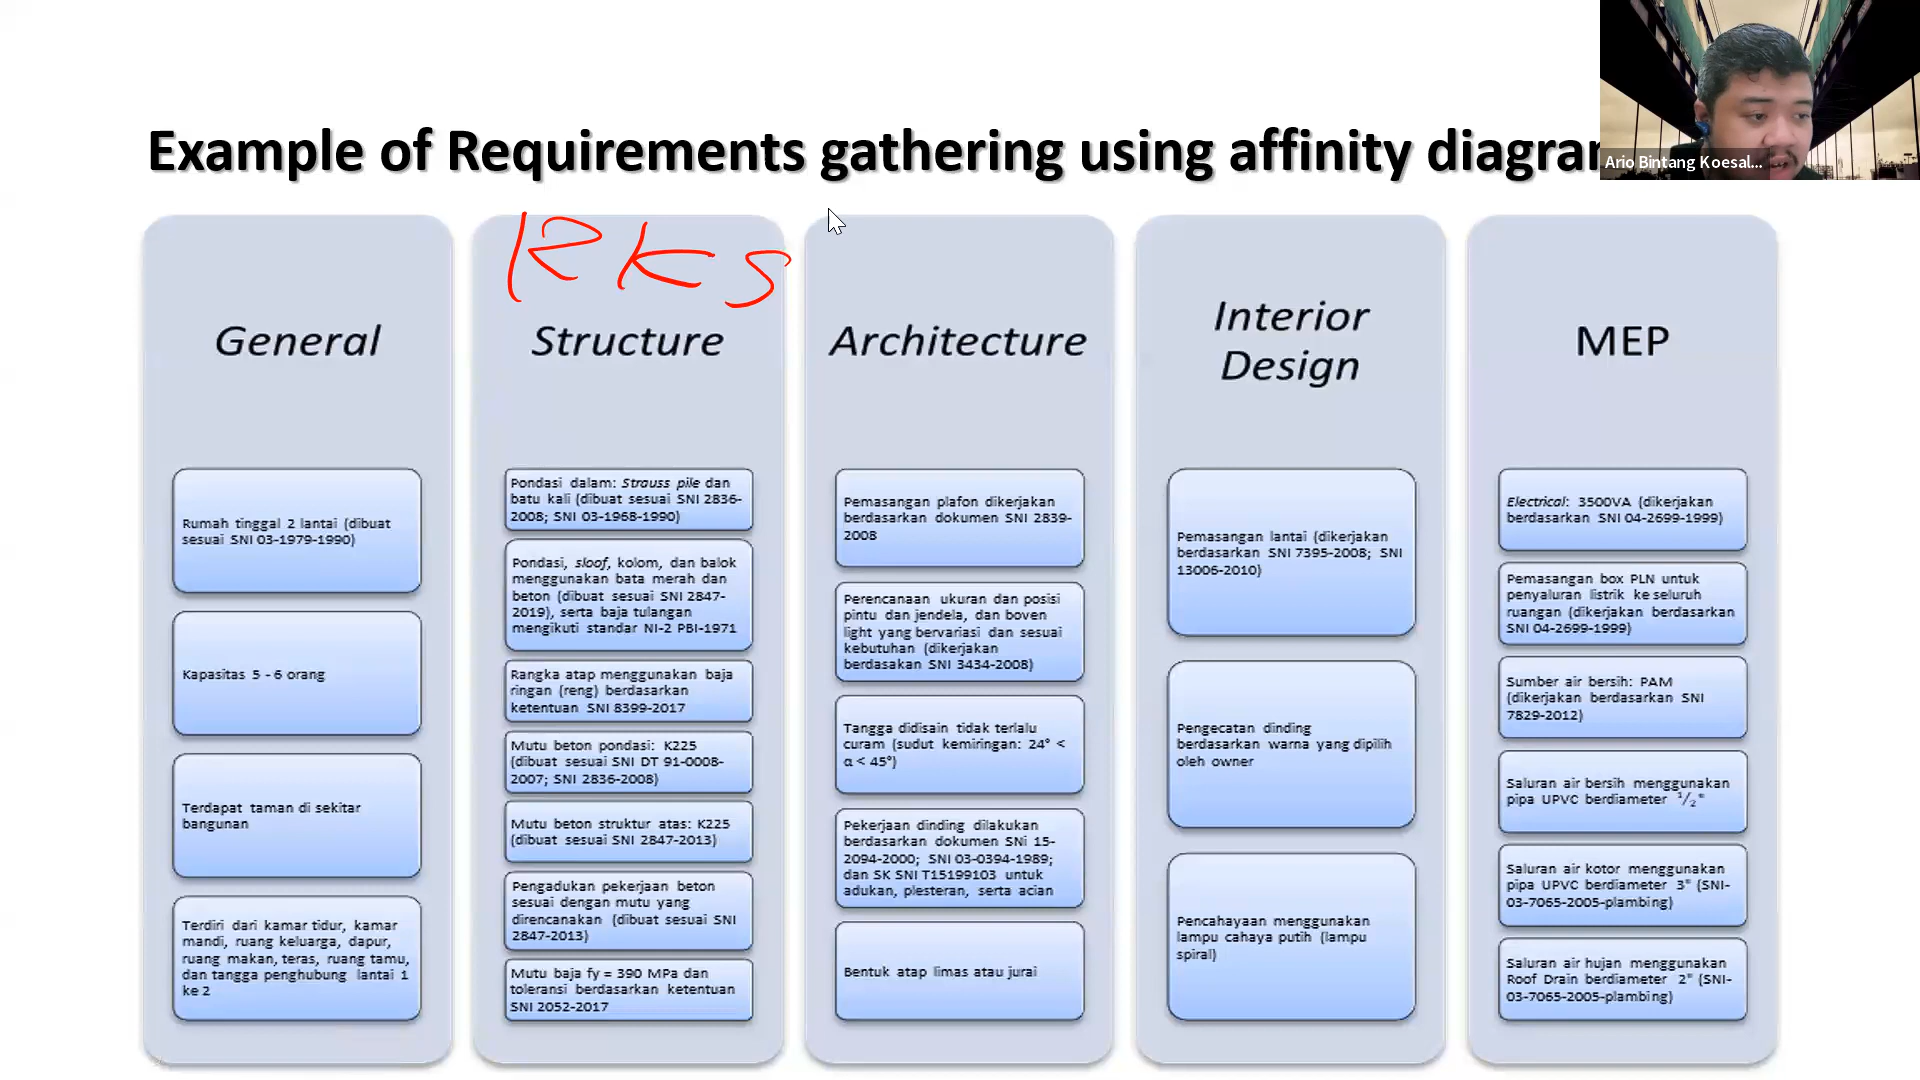 Example of Requirements gathering using affinity diagra
Ario Bintang Koesal...
RKS
General
Rumah tinggal 2 lantai (dibuat
sesuai SNI 03-1979-1990)
Kapasitas 5 - 6 orang
Terdapat taman di sekitar
bangunan
Terdiri dari kamar tidur, kamar
mandi, ruang keluarga, dapur,
ruang makan, teras, ruang tamu,
dan tangga penghubung lantai 1
ke 2
Structure
Pondasi dalam: Strauss pile dan
batu kali (dibuat sesuai SNI 2836-
2008; SNI 03-1968-1990)
Pondasi, sloof, kolom, dan balok
menggunakan bata merah dan
beton (dibuat sesuai SNI 2847-
2019), serta baja tulangan
mengikuti standar NI-2 PBI-1971
Rangka atap menggunakan baja
ringan (reng) berdasarkan
ketentuan SNI 8399-2017
Mutu beton pondasi: K225
(dibuat sesuai SNI DT 91-0008-
2007; SNI 2836-2008)
Mutu beton struktur atas: K225
(dibuat sesuai SNI 2847-2013)
Pengadukan pekerjaan beton
sesuai dengan mutu yang
direncanakan (dibuat sesuai SNI
2847-2013)
Mutu baja fy = 390 MPa dan
toleransi berdasarkan ketentuan
SNI 2052-2017
Architecture
Pemasangan plafon dikerjakan
berdasarkan dokumen SNI 2839-
2008
Perencanaan ukuran dan posisi
pintu dan jendela, dan boven
light yang bervariasi dan sesuai
kebutuhan (dikerjakan
berdasakan SNI 3434-2008)
Tangga didisain tidak terlalu
curam (sudut kemiringan: 24° <
α < 45°)
Pekerjaan dinding dilakukan
berdasarkan dokumen SNi 15-
2094-2000; SNI 03-0394-1989;
dan SK SNI T15199103 untuk
adukan, plesteran, serta acian
Bentuk atap limas atau jurai
Interior
Design
Pemasangan lantai (dikerjakan
berdasarkan SNI 7395-2008; SNI
13006-2010)
Pengecatan dinding
berdasarkan warna yang dipilih
oleh owner
Pencahayaan menggunakan
lampu cahaya putih (lampu
spiral)
MEP
Electrical: 3500VA (dikerjakan
berdasarkan SNI 04-2699-1999)
Pemasangan box PLN untuk
penyaluran listrik ke seluruh
ruangan (dikerjakan berdasarkan
SNI 04-2699-1999)
Sumber air bersih: PAM
(dikerjakan berdasarkan SNI
7829-2012)
Saluran air bersih menggunakan
pipa UPVC berdiameter 1/2"
Saluran air kotor menggunakan
pipa UPVC berdiameter 3" (SNI-
03-7065-2005-plambing)
Saluran air hujan menggunakan
Roof Drain berdiameter 2" (SNI-
03-7065-2005-plambing)